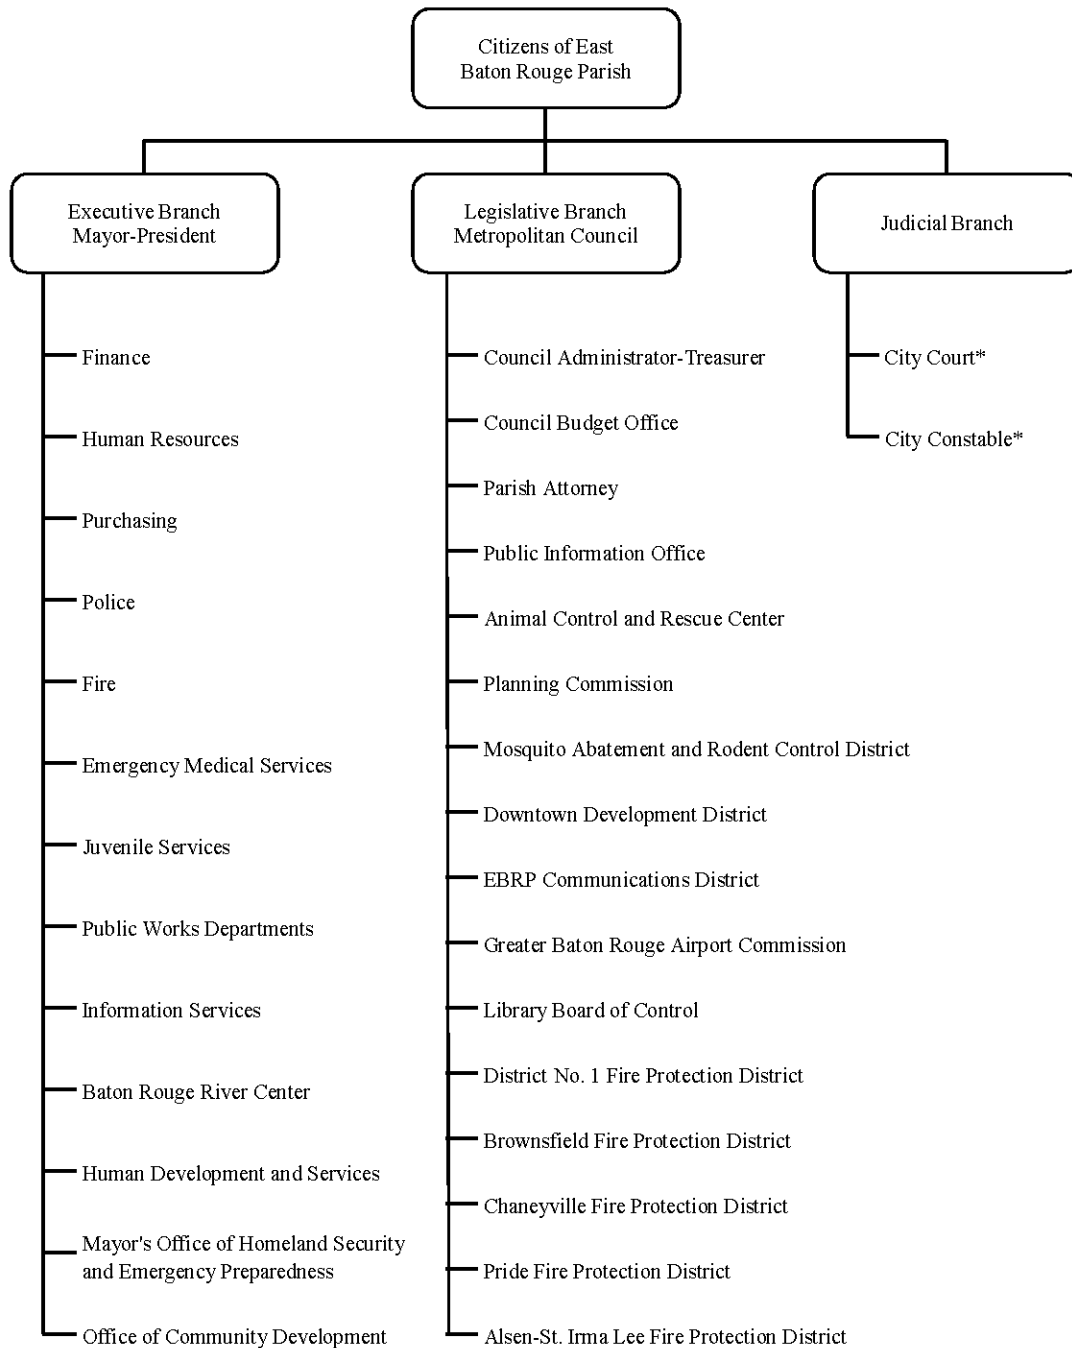 Citizens of East
Baton Rouge Parish
Executive Branch
Mayor-President
Legislative Branch
Metropolitan Council
Judicial Branch
Finance
Human Resources
Purchasing
Police
Fire
Emergency Medical Services
Juvenile Services
Public Works Departments
Information Services
Baton Rouge River Center
Human Development and Services
Mayor's Office of Homeland Security
and Emergency Preparedness
Office of Community Development
Council Administrator-Treasurer
Council Budget Office
Parish Attorney
Public Information Office
Animal Control and Rescue Center
Planning Commission
Mosquito Abatement and Rodent Control District
Downtown Development District
EBRP Communications District
Greater Baton Rouge Airport Commission
Library Board of Control
District No. 1 Fire Protection District
Brownsfield Fire Protection District
Chaneyville Fire Protection District
Pride Fire Protection District
Alsen-St. Irma Lee Fire Protection District
City Court*
City Constable*